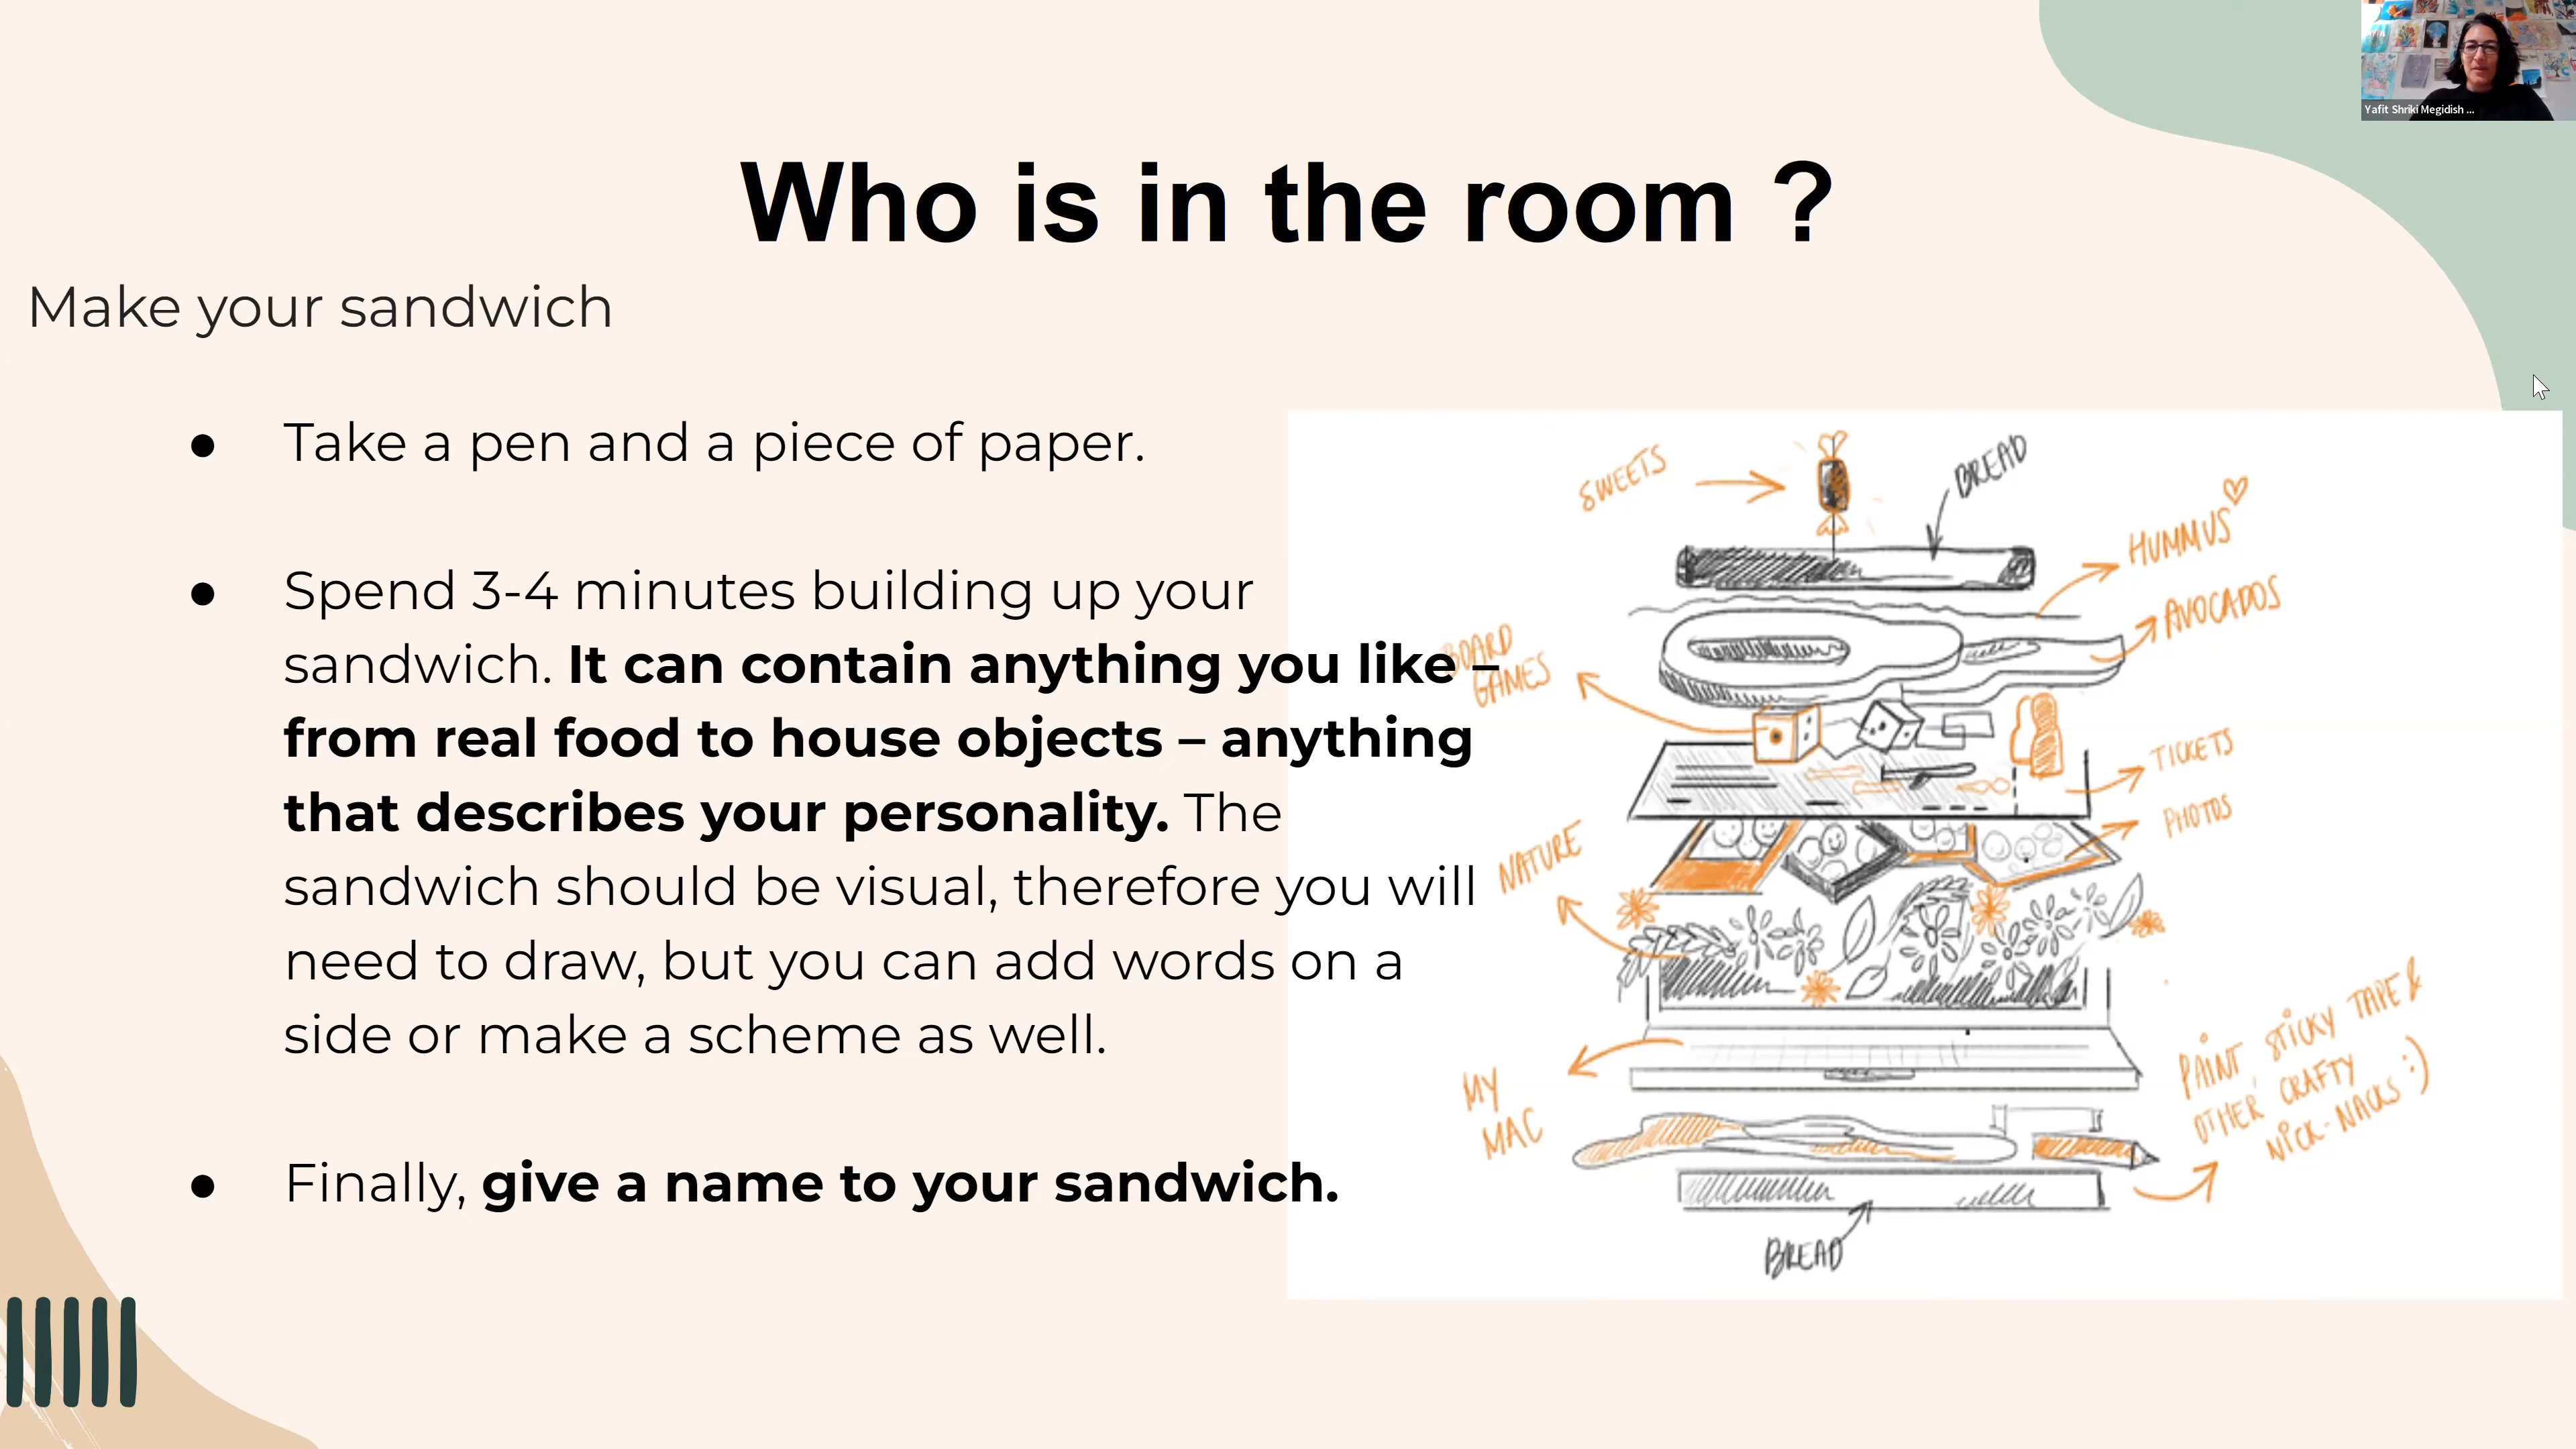 Yafit Shriki Megidish ...
Who is in the room ?
Make your sandwich
● Take a pen and a piece of paper.
● Spend 3-4 minutes building up your
sandwich. It can contain anything you like –
from real food to house objects – anything
that describes your personality. The
sandwich should be visual, therefore you will
need to draw, but you can add words on a
side or make a scheme as well.
● Finally, give a name to your sandwich.
SWEETS
BREAD
HUMMUS
AVOCADOS
BOARD
GAMES
TICKETS
PHOTOS
NATURE
MY
MAC
PAINT STICKY TAPE &
OTHER CRAFTY
NICK-NACKS :)
BREAD